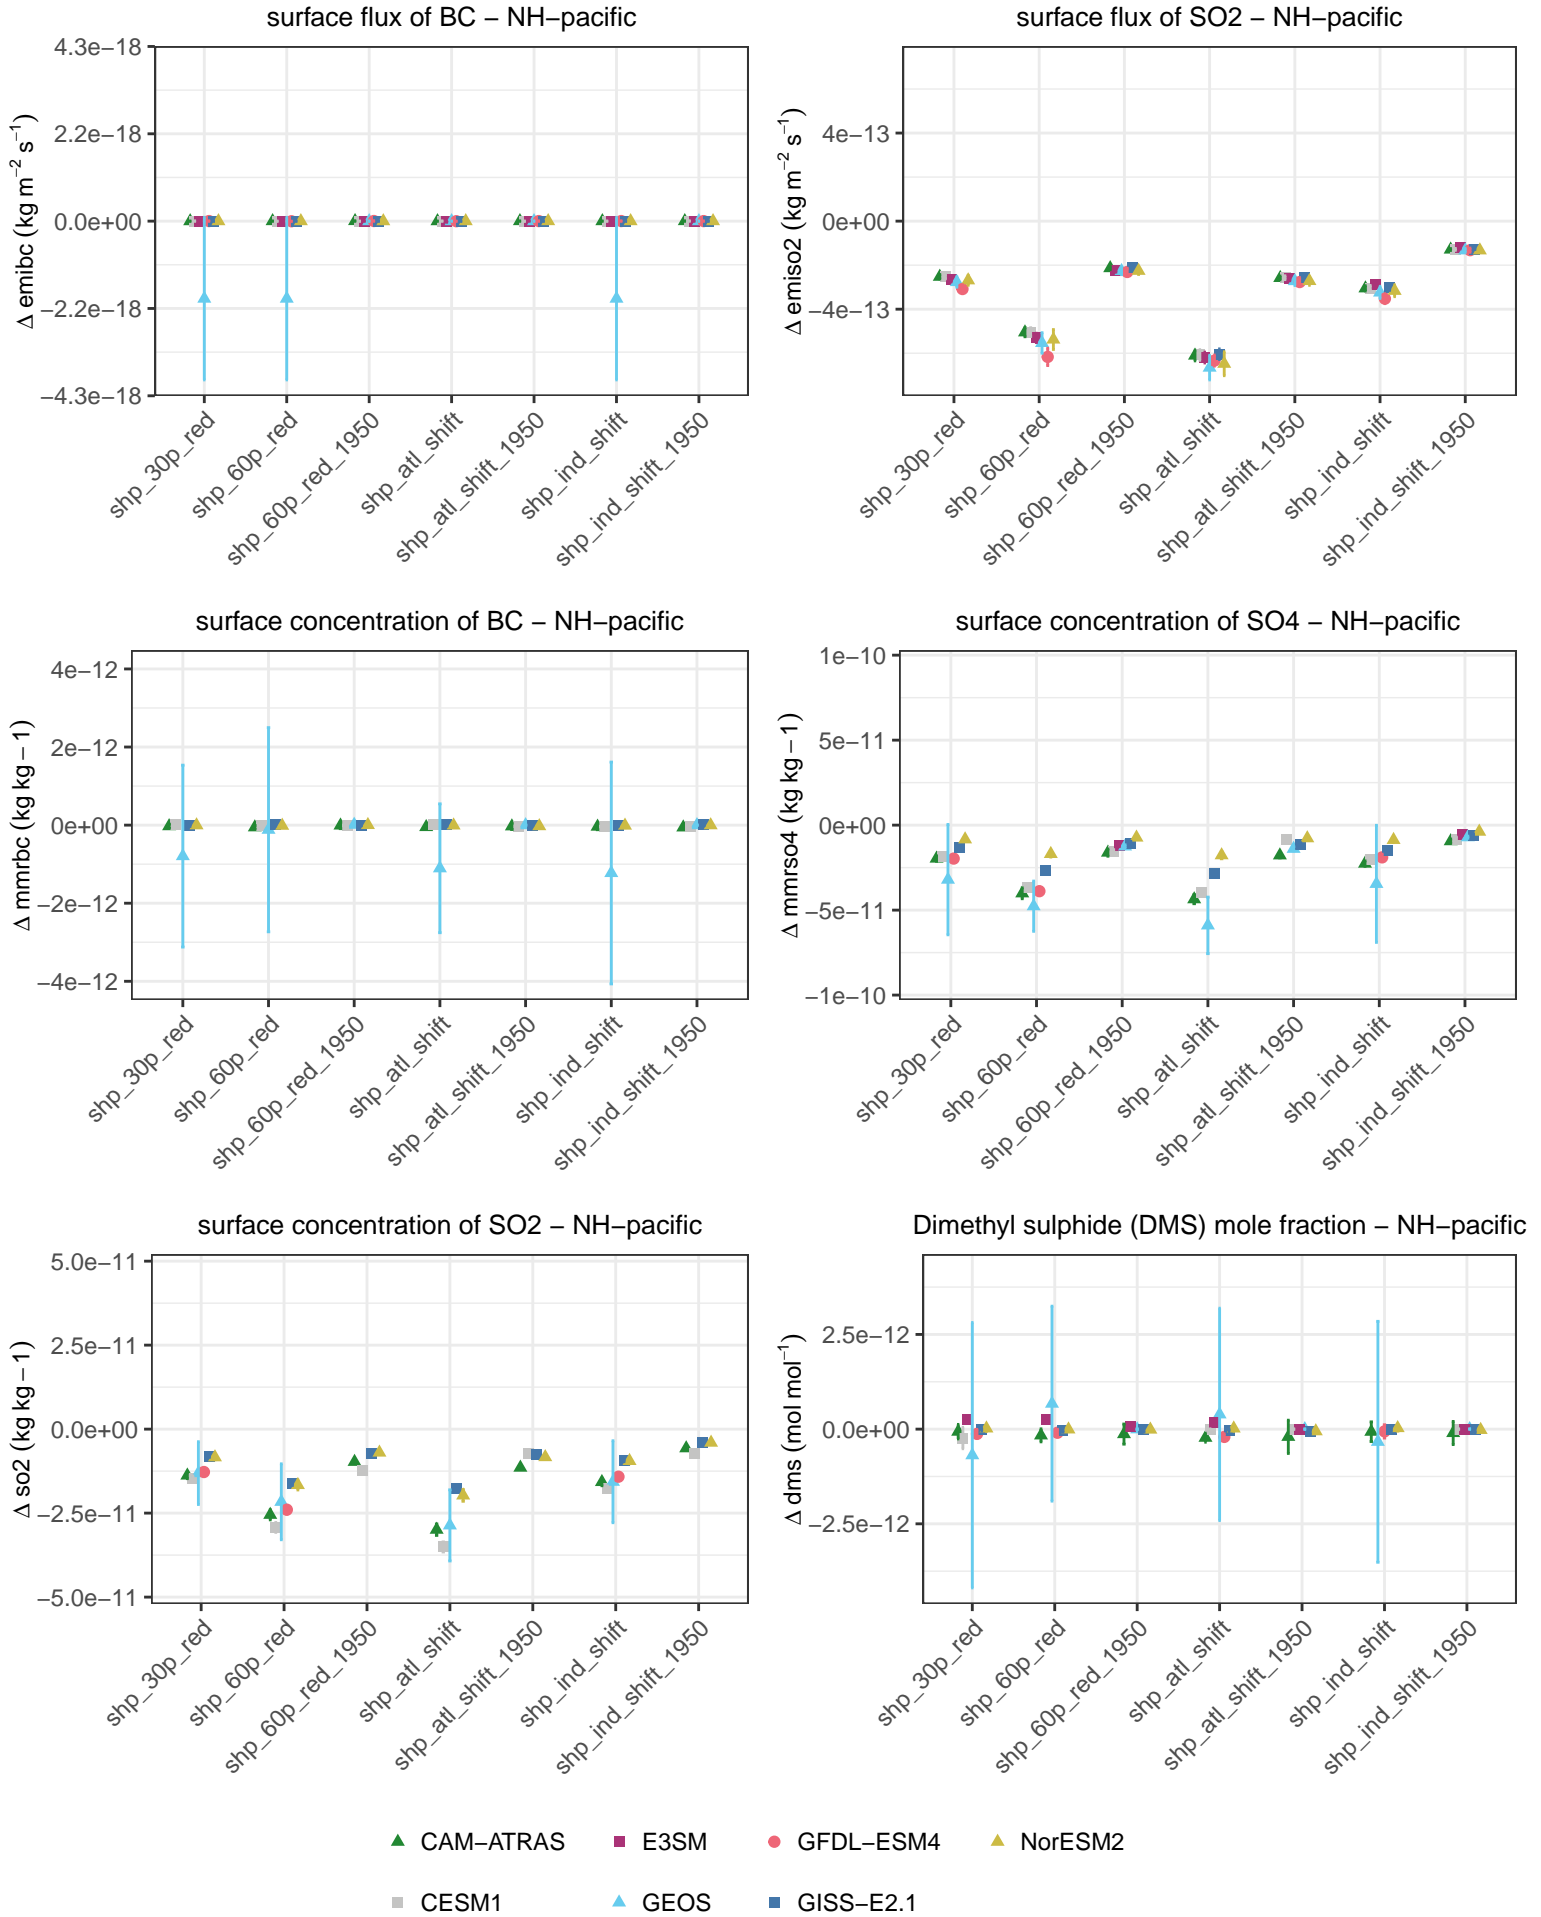 surface flux of BC − NH−pacific
4.3e−18
2.2e−18
0.0e+00
−2.2e−18
−4.3e−18
Δ emibc (kg m−2 s−1)
shp_30p_red
shp_60p_red
shp_60p_red_1950
shp_atl_shift
shp_atl_shift_1950
shp_ind_shift
shp_ind_shift_1950
surface flux of SO2 − NH−pacific
4e−13
0e+00
−4e−13
Δ emiso2 (kg m−2 s−1)
shp_30p_red
shp_60p_red
shp_60p_red_1950
shp_atl_shift
shp_atl_shift_1950
shp_ind_shift
shp_ind_shift_1950
surface concentration of BC − NH−pacific
4e−12
2e−12
0e+00
−2e−12
−4e−12
Δ mmrbc (kg kg − 1)
shp_30p_red
shp_60p_red
shp_60p_red_1950
shp_atl_shift
shp_atl_shift_1950
shp_ind_shift
shp_ind_shift_1950
surface concentration of SO4 − NH−pacific
1e−10
5e−11
0e+00
−5e−11
−1e−10
Δ mmrso4 (kg kg − 1)
shp_30p_red
shp_60p_red
shp_60p_red_1950
shp_atl_shift
shp_atl_shift_1950
shp_ind_shift
shp_ind_shift_1950
surface concentration of SO2 − NH−pacific
5.0e−11
2.5e−11
0.0e+00
−2.5e−11
−5.0e−11
Δ so2 (kg kg − 1)
shp_30p_red
shp_60p_red
shp_60p_red_1950
shp_atl_shift
shp_atl_shift_1950
shp_ind_shift
shp_ind_shift_1950
Dimethyl sulphide (DMS) mole fraction − NH−pacific
2.5e−12
0.0e+00
−2.5e−12
Δ dms (mol mol−1)
shp_30p_red
shp_60p_red
shp_60p_red_1950
shp_atl_shift
shp_atl_shift_1950
shp_ind_shift
shp_ind_shift_1950
CAM−ATRAS E3SM GFDL−ESM4 NorESM2
CESM1 GEOS GISS−E2.1